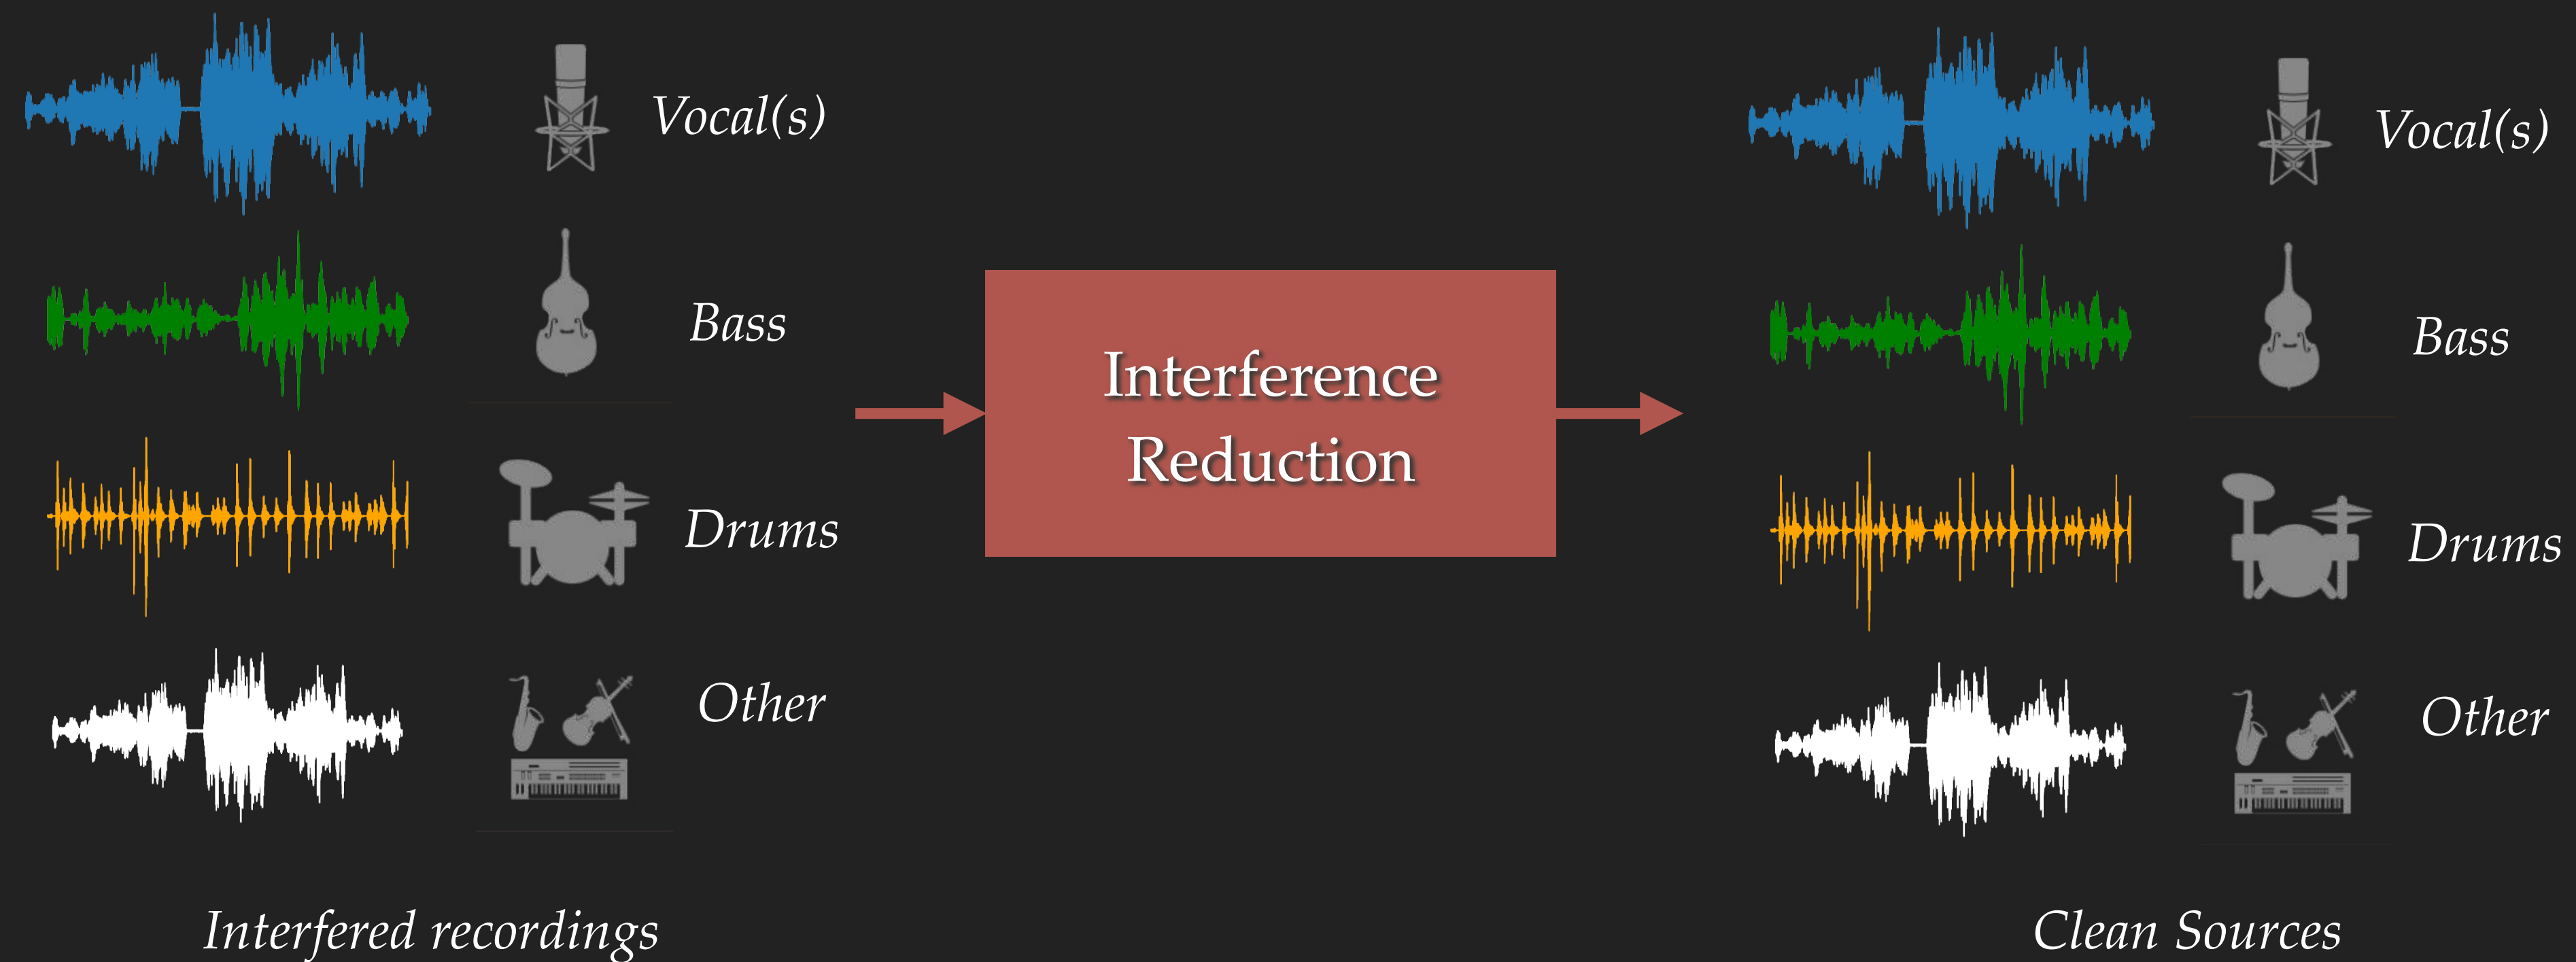 Vocal(s)
Bass
Drums
Other
Interfered recordings
Interference
Reduction
Vocal(s)
Bass
Drums
Other
Clean Sources